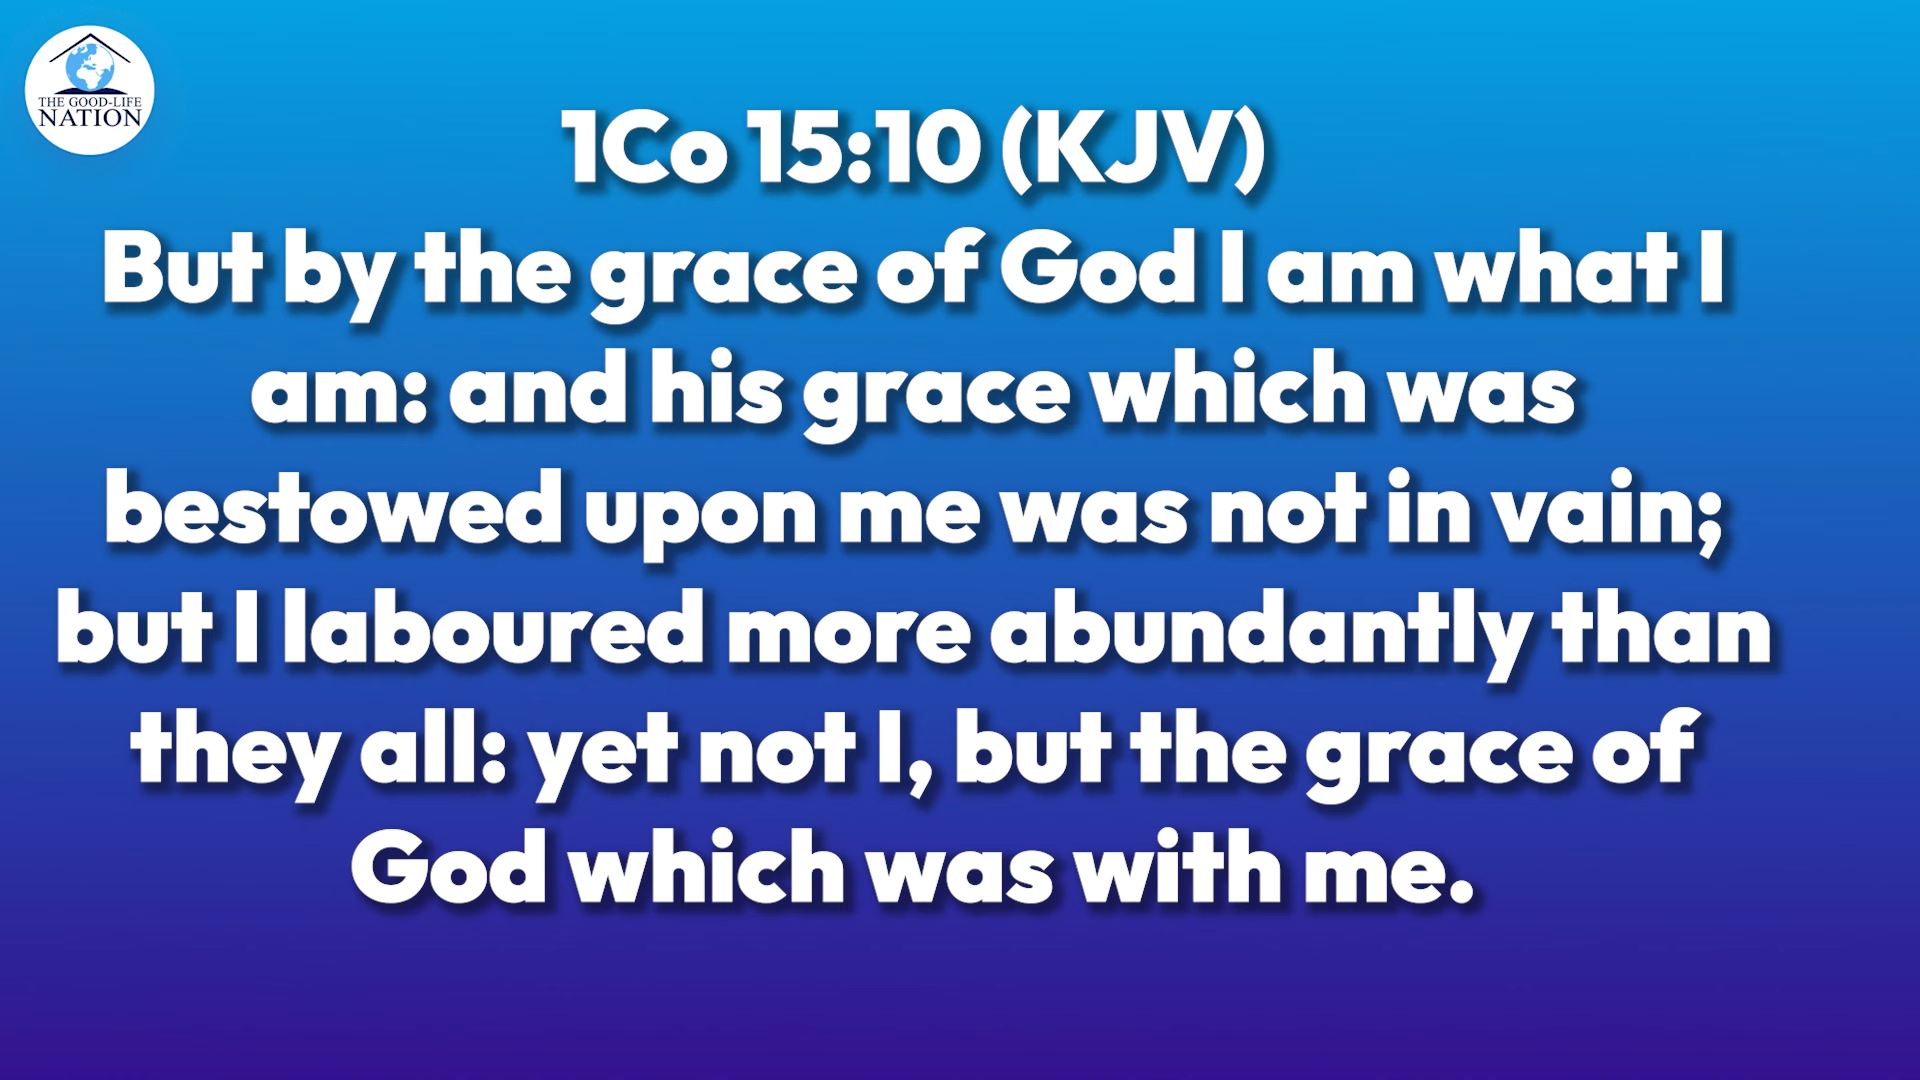 THE GOOD-LIFE
NATION
1Co 15:10 (KJV)
But by the grace of God I am what I
am: and his grace which was
bestowed upon me was not in vain;
but I laboured more abundantly than
they all: yet not I, but the grace of
God which was with me.